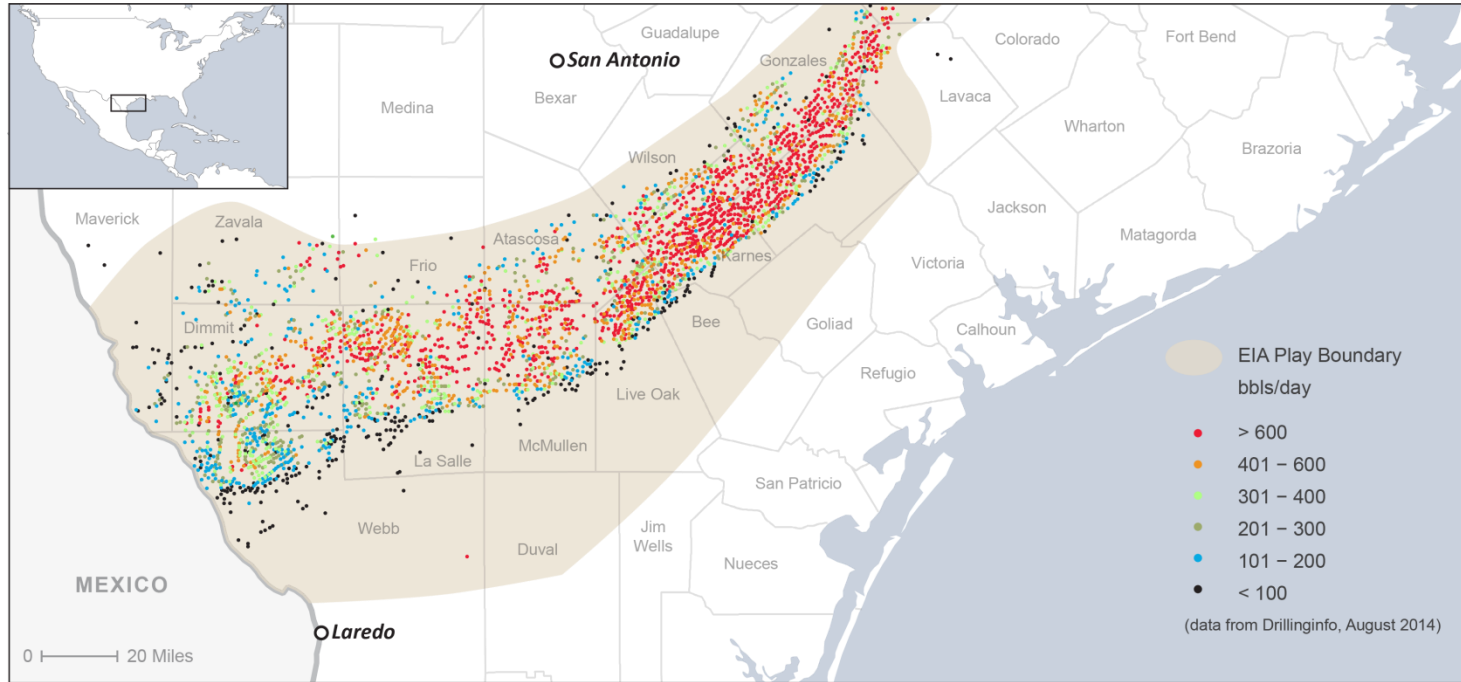 San Antonio
Guadalupe
Gonzales
Colorado
Fort Bend
Bexar
Medina
Lavaca
Wharton
Brazoria
Wilson
Maverick
Zavala
Jackson
Matagorda
Atascosa
Frio
Karnes
Victoria
Dimmit
Bee
Goliad
Calhoun
Refugio
Live Oak
La Salle
McMullen
San Patricio
Webb
Duval
Jim
Wells
Nueces
MEXICO
Laredo
0
20 Miles
EIA Play Boundary
bbls/day
> 600
401 – 600
301 – 400
201 – 300
101 – 200
< 100
(data from Drillinginfo, August 2014)